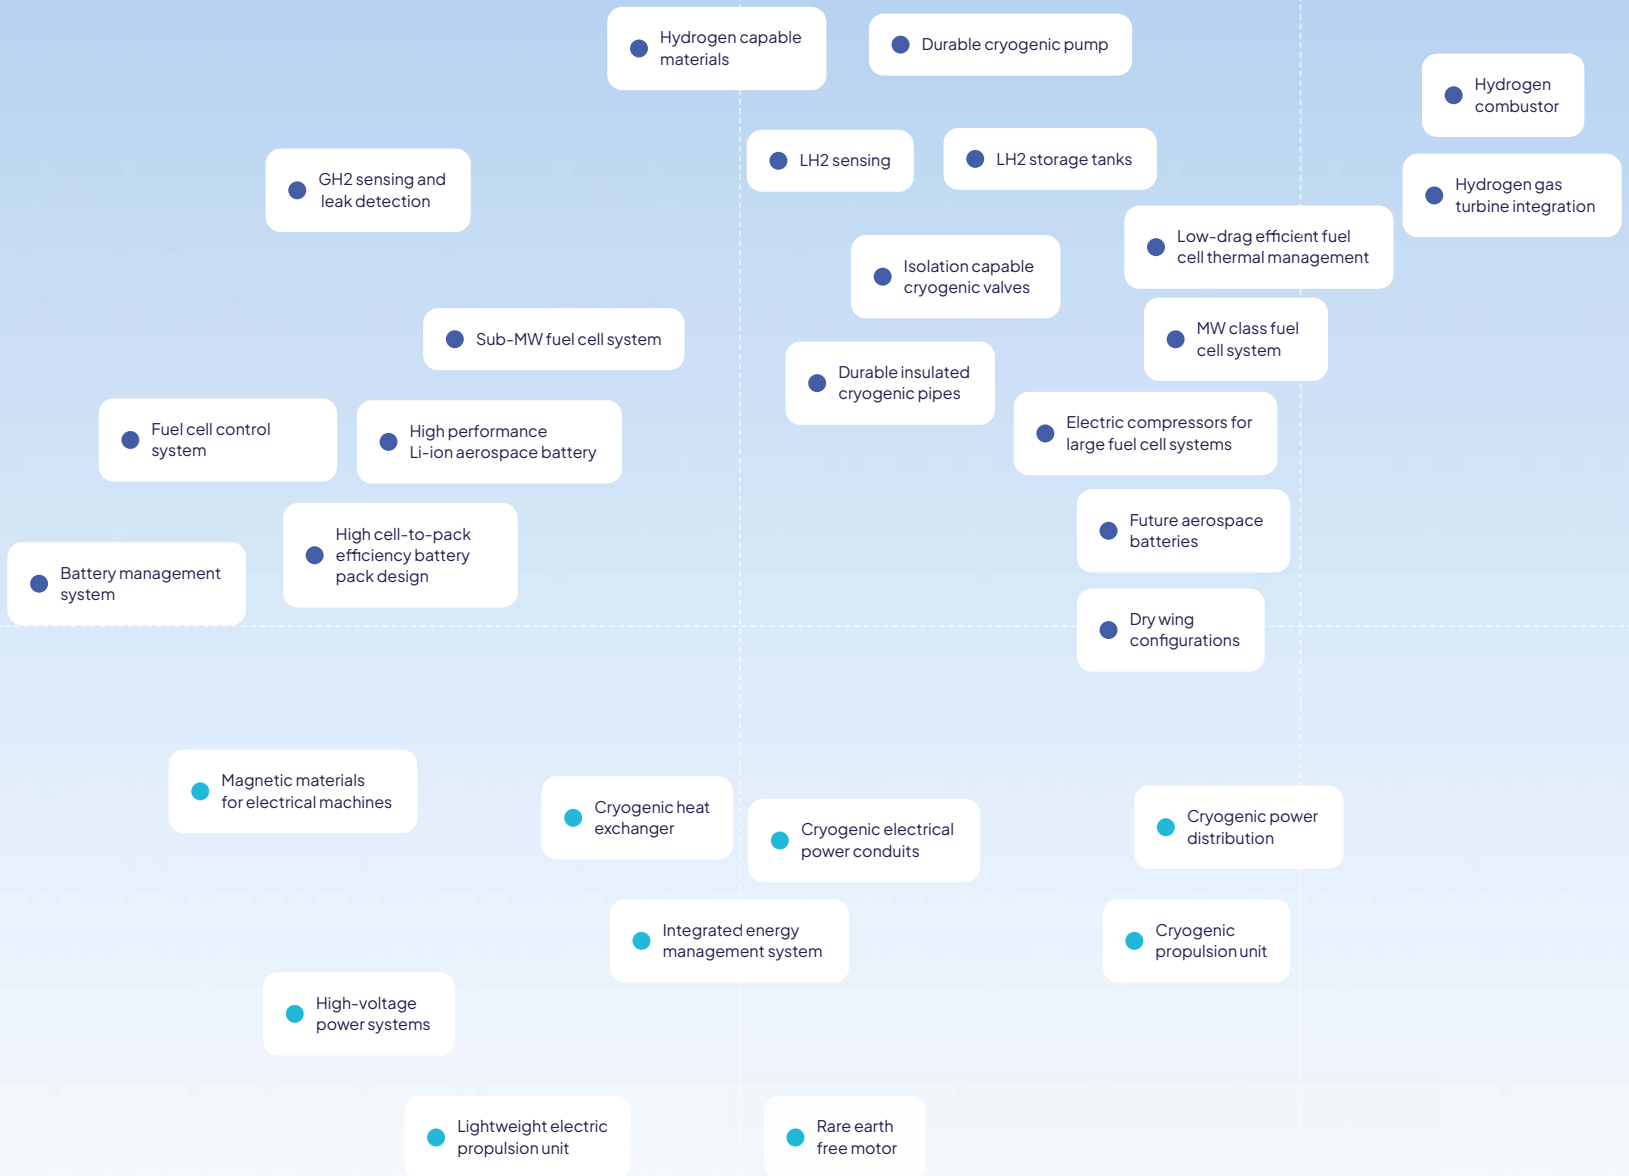 Hydrogen capable
materials
Durable cryogenic pump
Hydrogen
combustor
LH2 sensing
LH2 storage tanks
GH2 sensing and
leak detection
Hydrogen gas
turbine integration
Low-drag efficient fuel
cell thermal management
Isolation capable
cryogenic valves
Sub-MW fuel cell system
MW class fuel
cell system
Durable insulated
cryogenic pipes
Fuel cell control
system
High performance
Li-ion aerospace battery
Electric compressors for
large fuel cell systems
High cell-to-pack
efficiency battery
pack design
Future aerospace
batteries
Battery management
system
Dry wing
configurations
Magnetic materials
for electrical machines
Cryogenic heat
exchanger
Cryogenic electrical
power conduits
Cryogenic power
distribution
Integrated energy
management system
Cryogenic
propulsion unit
High-voltage
power systems
Lightweight electric
propulsion unit
Rare earth
free motor